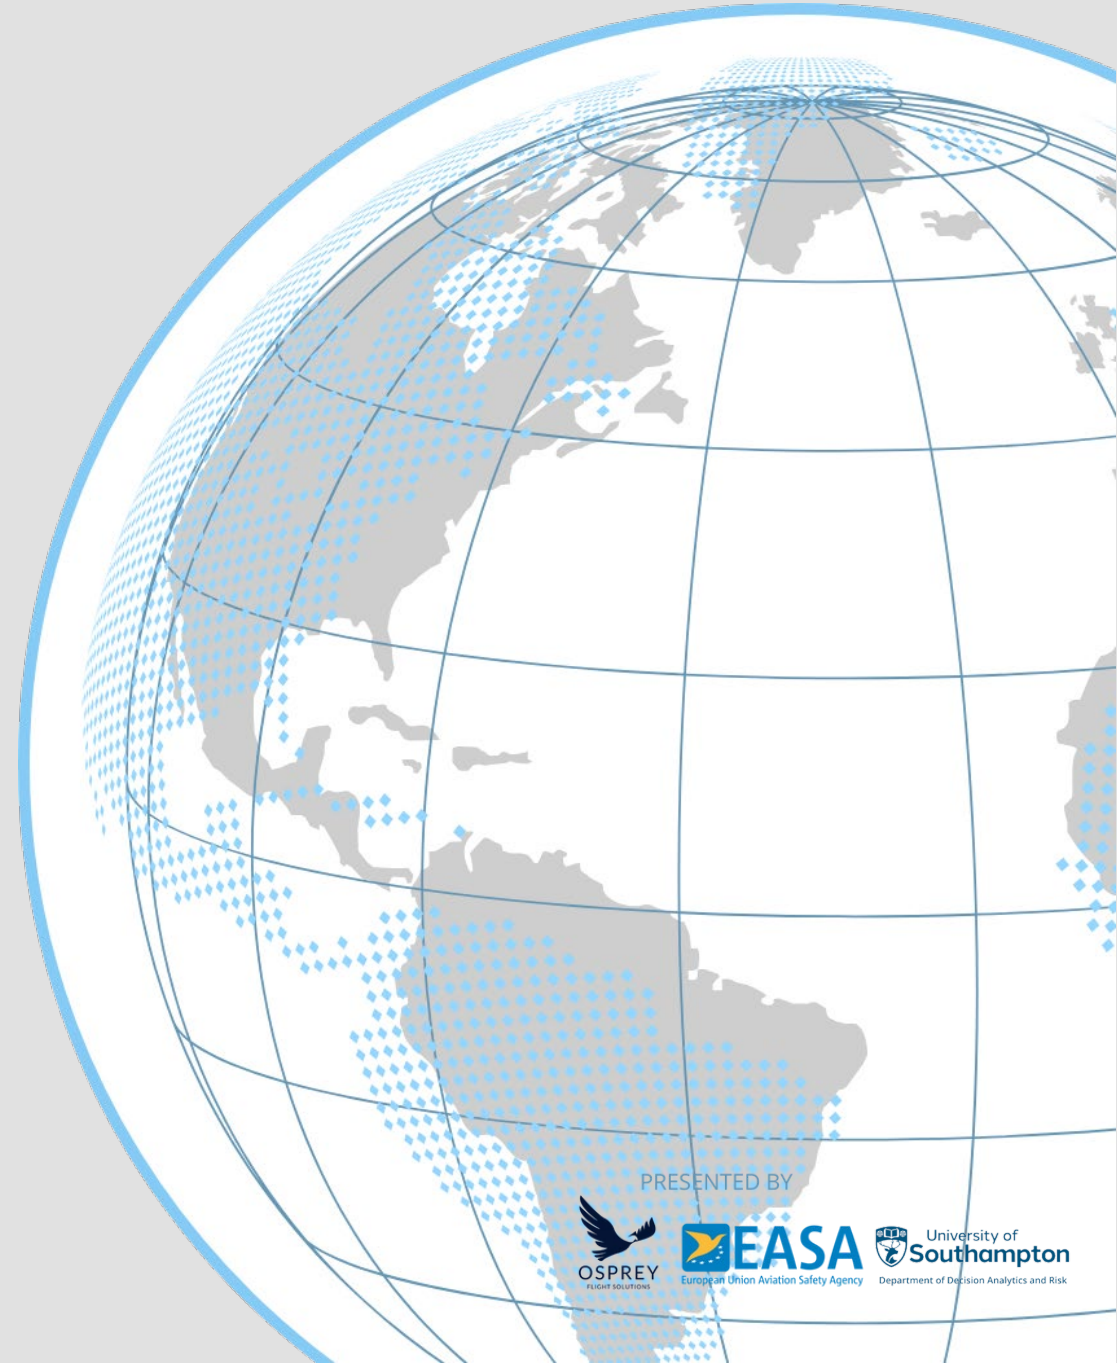 PRESENTED BY
OSPREY
FLIGHT SOLUTIONS
EASA
European Union Aviation Safety Agency
University of
Southampton
Department of Decision Analytics and Risk